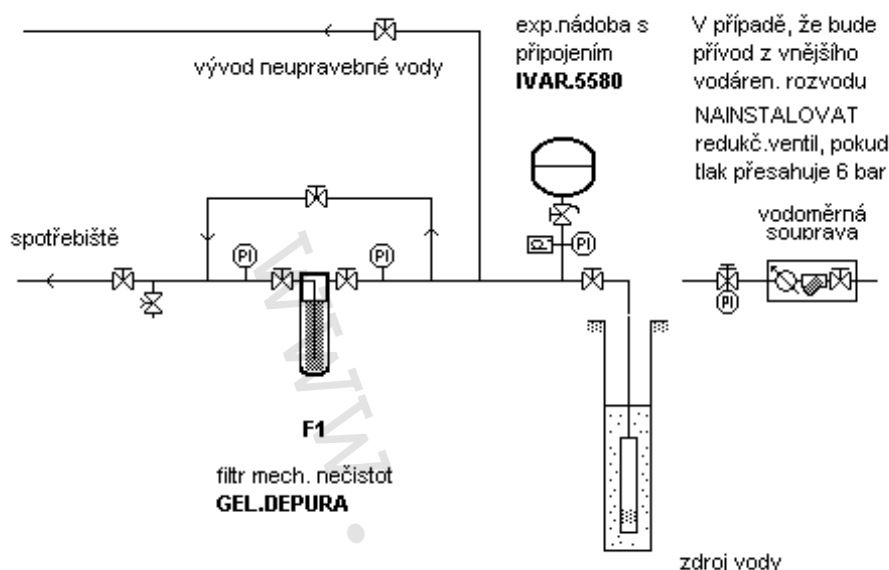 exp.nádoba s
připojením
IVAR.5580
V případě, že bude
přívod z vnějšího
vodáren. rozvodu
NAINSTALOVAT
redukč.ventil, pokud
tlak přesahuje 6 bar
vývod neupravebné vody
vodoměrná
souprava
spotřebiště
PI
PI
PI
PI
F1
filtr mech. nečistot
GEL.DEPURA
zdroj vody
www.